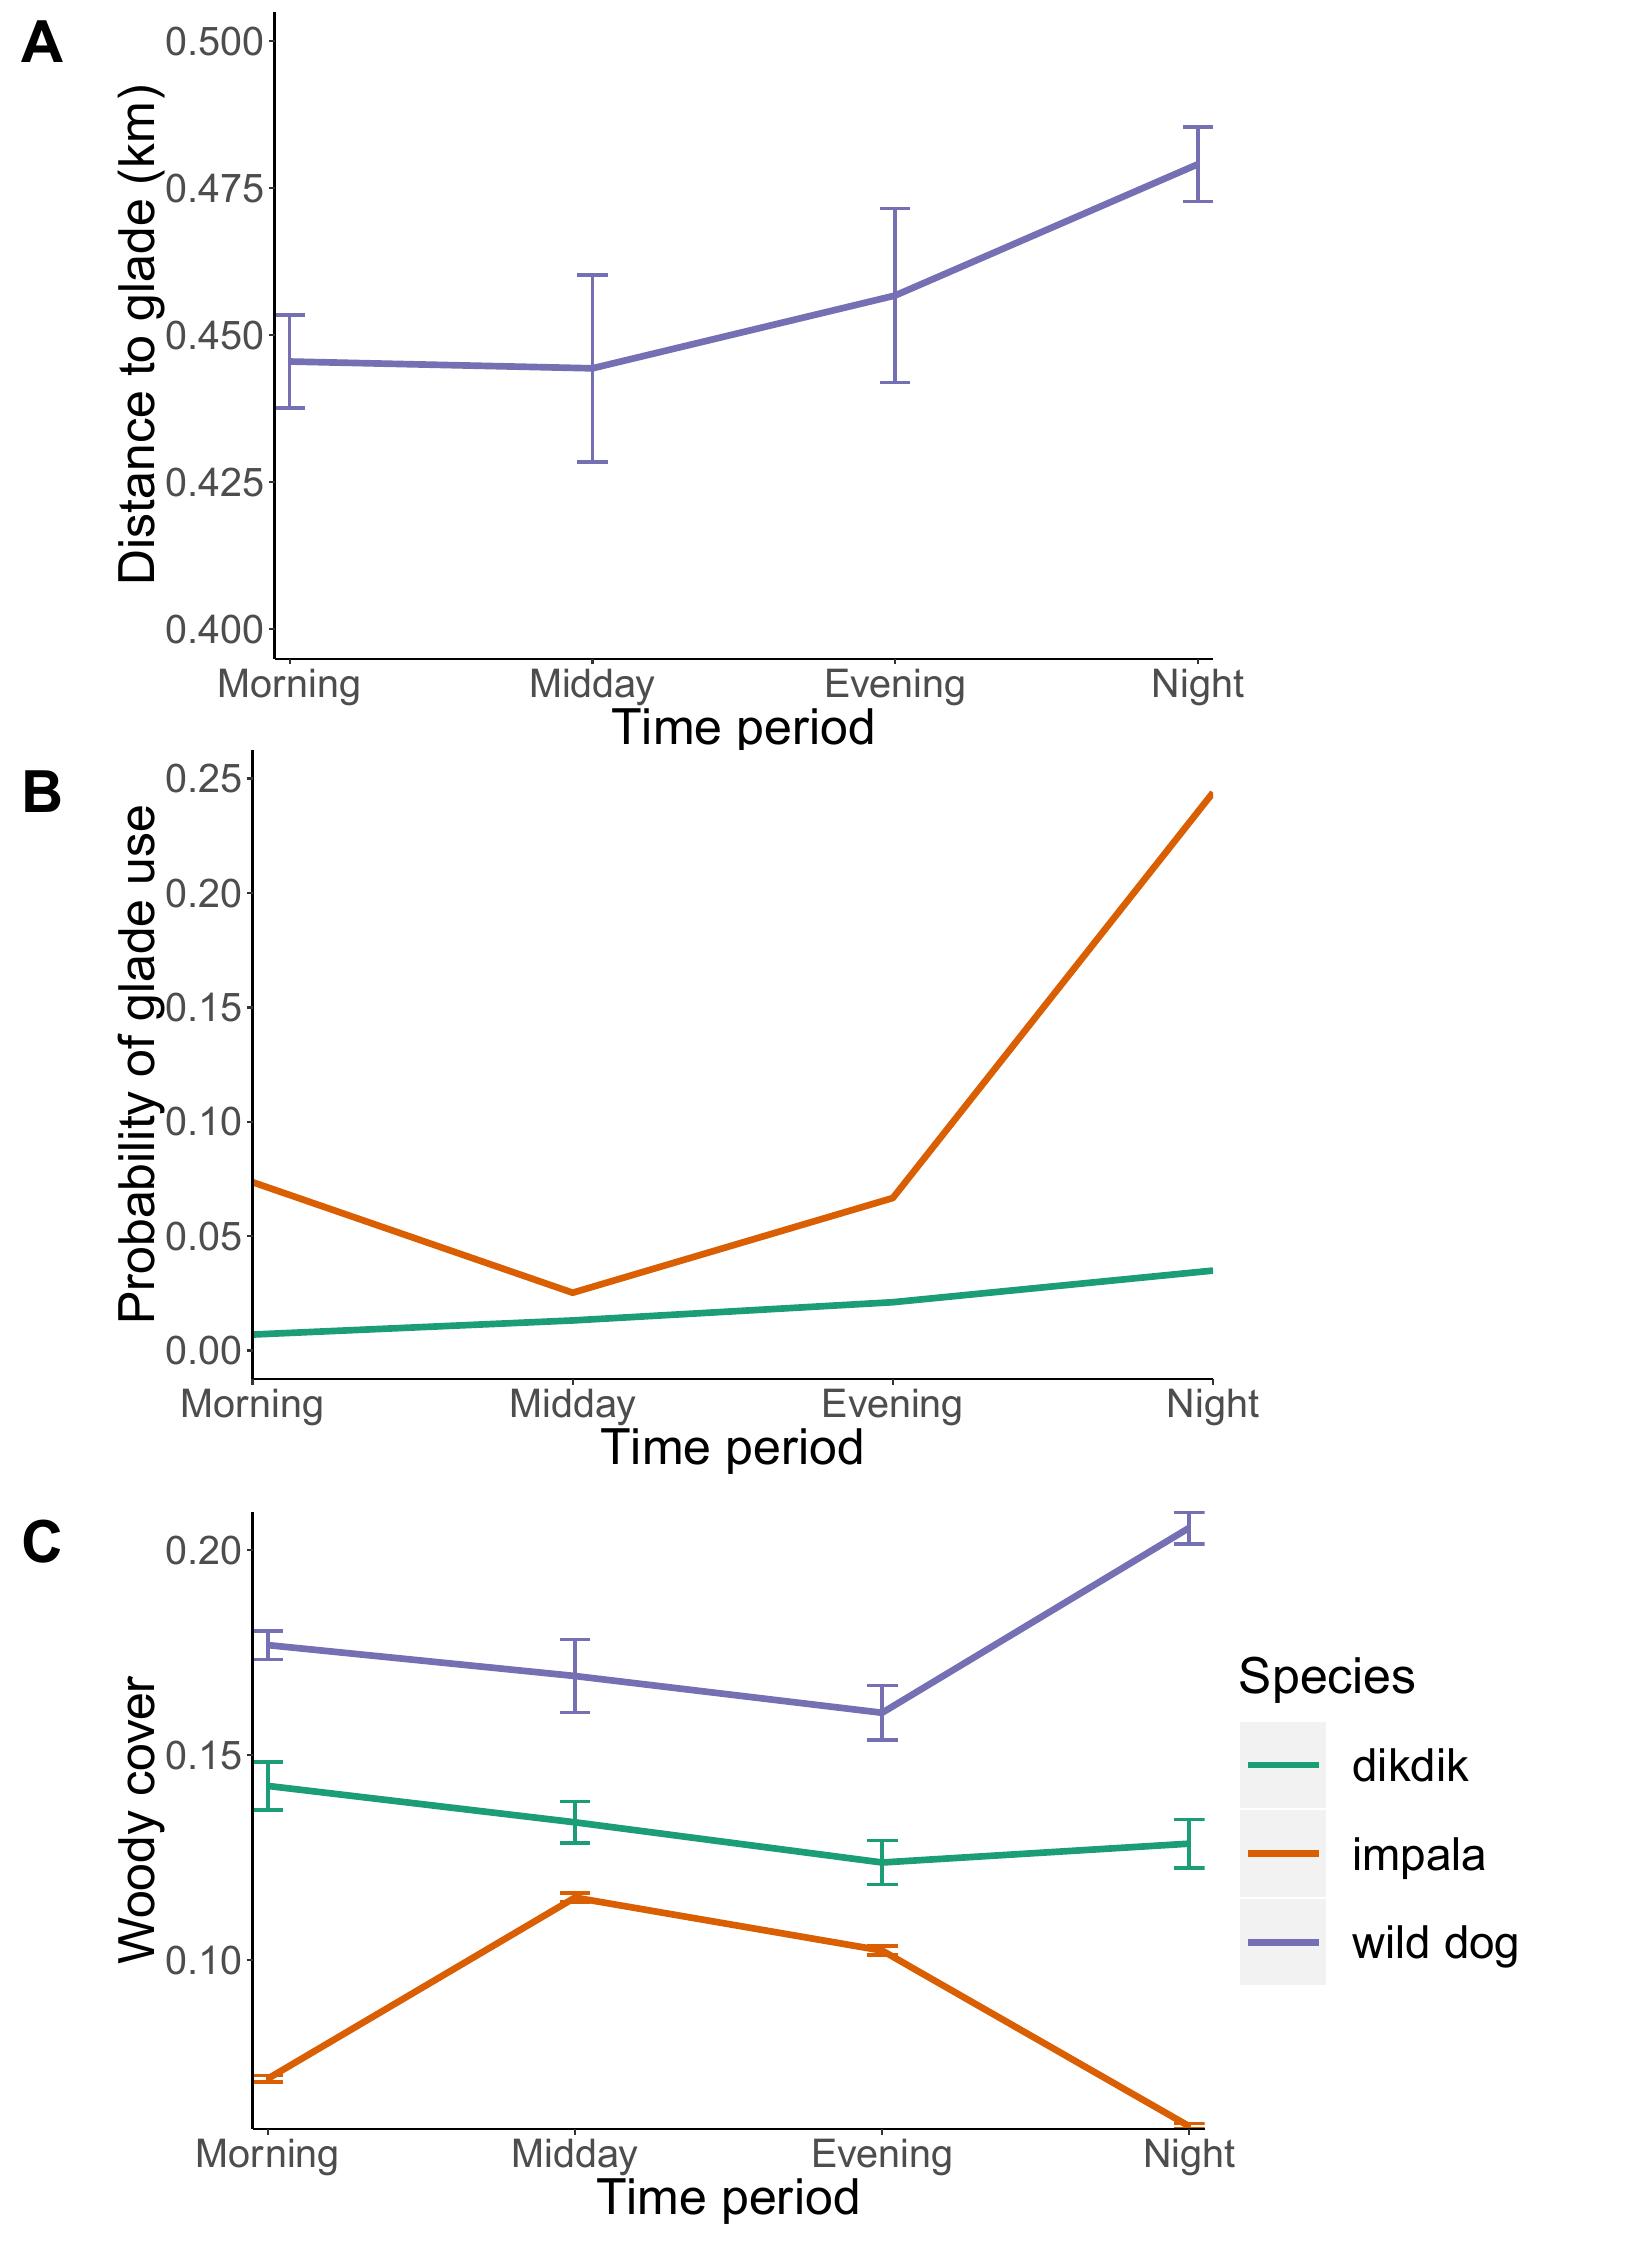 A
Distance to glade (km)
0.500
0.475
0.450
0.425
0.400
Morning Midday Evening Night
Time period
B
Probability of glade use
0.25
0.20
0.15
0.10
0.05
0.00
Morning Midday Evening Night
Time period
C
Woody cover
0.20
0.15
0.10
Morning Midday Evening Night
Time period
Species
dikdik
impala
wild dog